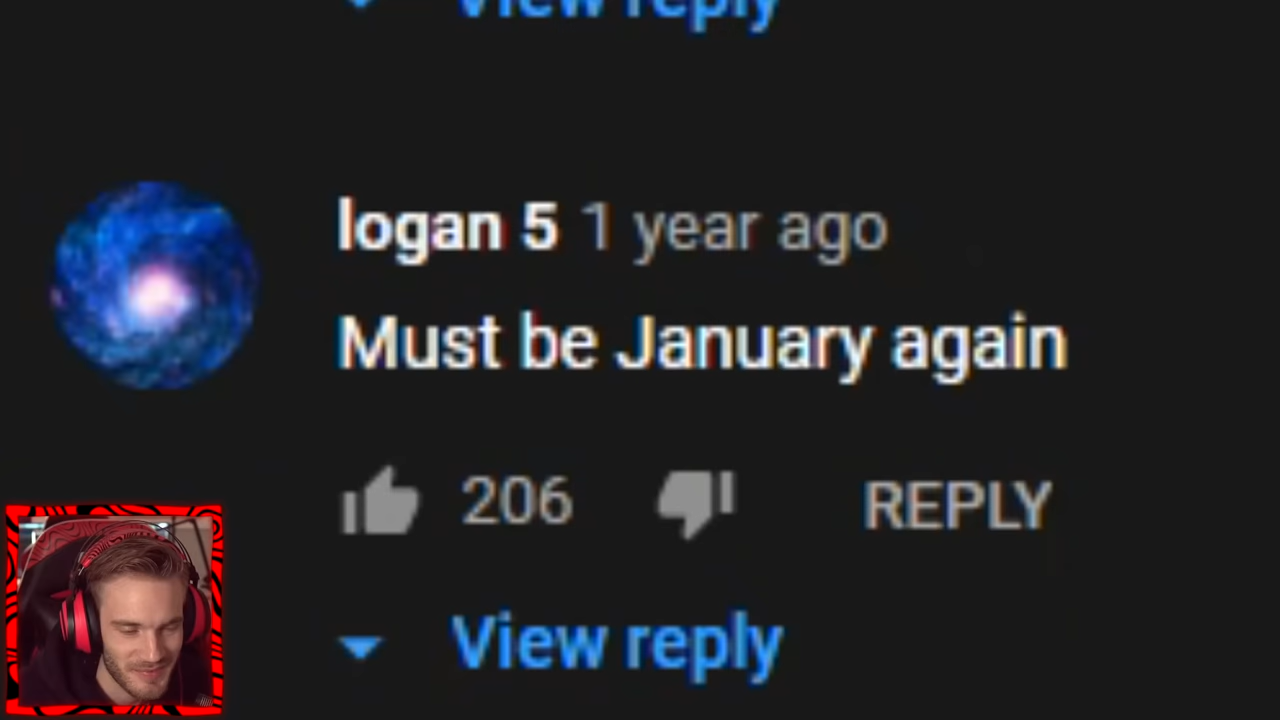 View reply
logan 5 1 year ago
Must be January again
206 REPLY
View reply